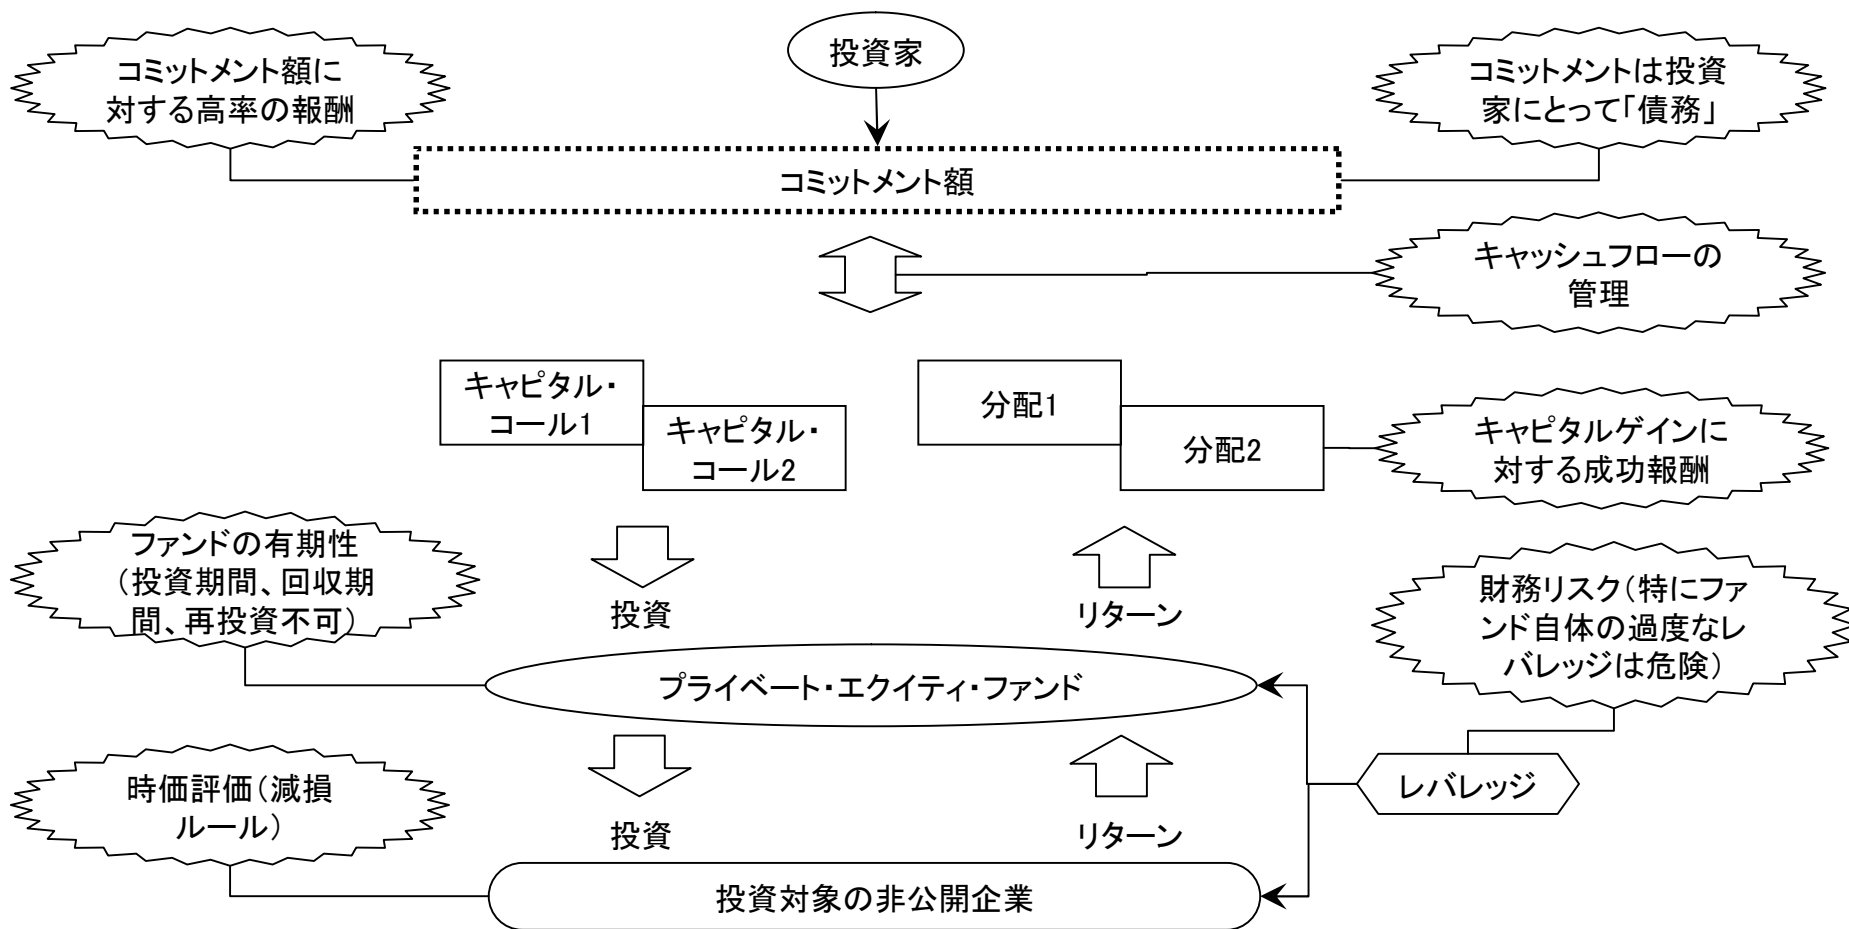 投資家
コミットメント額に
対する高率の報酬
コミットメントは投資
家にとって「債務」
コミットメント額
キャッシュフローの
管理
キャピタル・
コール1
キャピタル・
コール2
分配1
分配2
キャピタルゲインに
対する成功報酬
ファンドの有期性
（投資期間、回収期
間、再投資不可）
投資
リターン
財務リスク（特にファ
ンド自体の過度なレ
バレッジは危険）
プライベート・エクイティ・ファンド
時価評価（減損
ルール）
投資
リターン
レバレッジ
投資対象の非公開企業